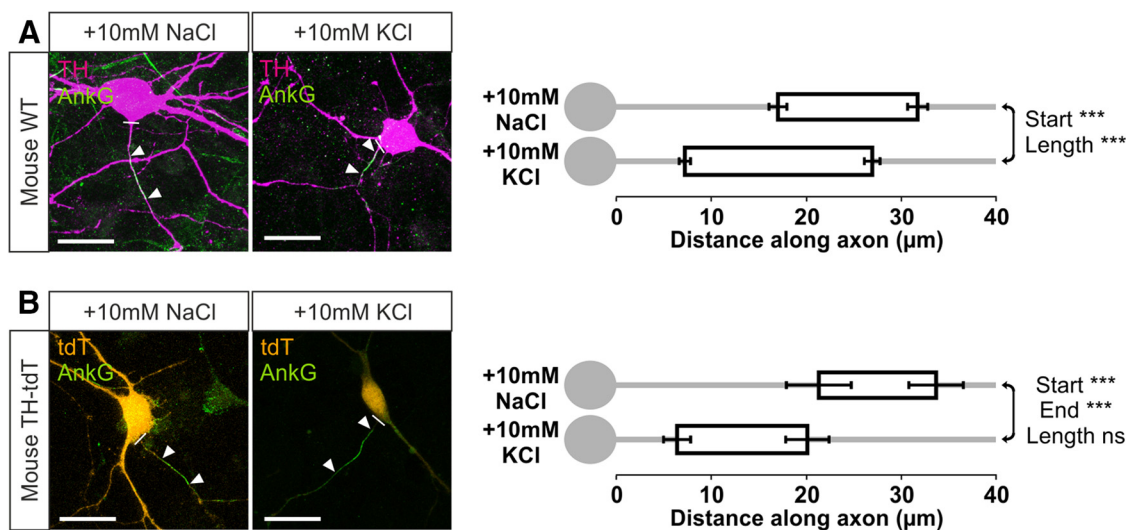 A
+10mM NaCl
+10mM KCl
Mouse WT
TH
AnkG
TH
AnkG
+10mM
NaCl
+10mM
KCl
Start ***
Length ***
0 10 20 30 40
Distance along axon (µm)
B
+10mM NaCl
+10mM KCl
Mouse TH-tdT
tdT
AnkG
tdT
AnkG
+10mM
NaCl
+10mM
KCl
Start ***
End ***
Length ns
0 10 20 30 40
Distance along axon (µm)